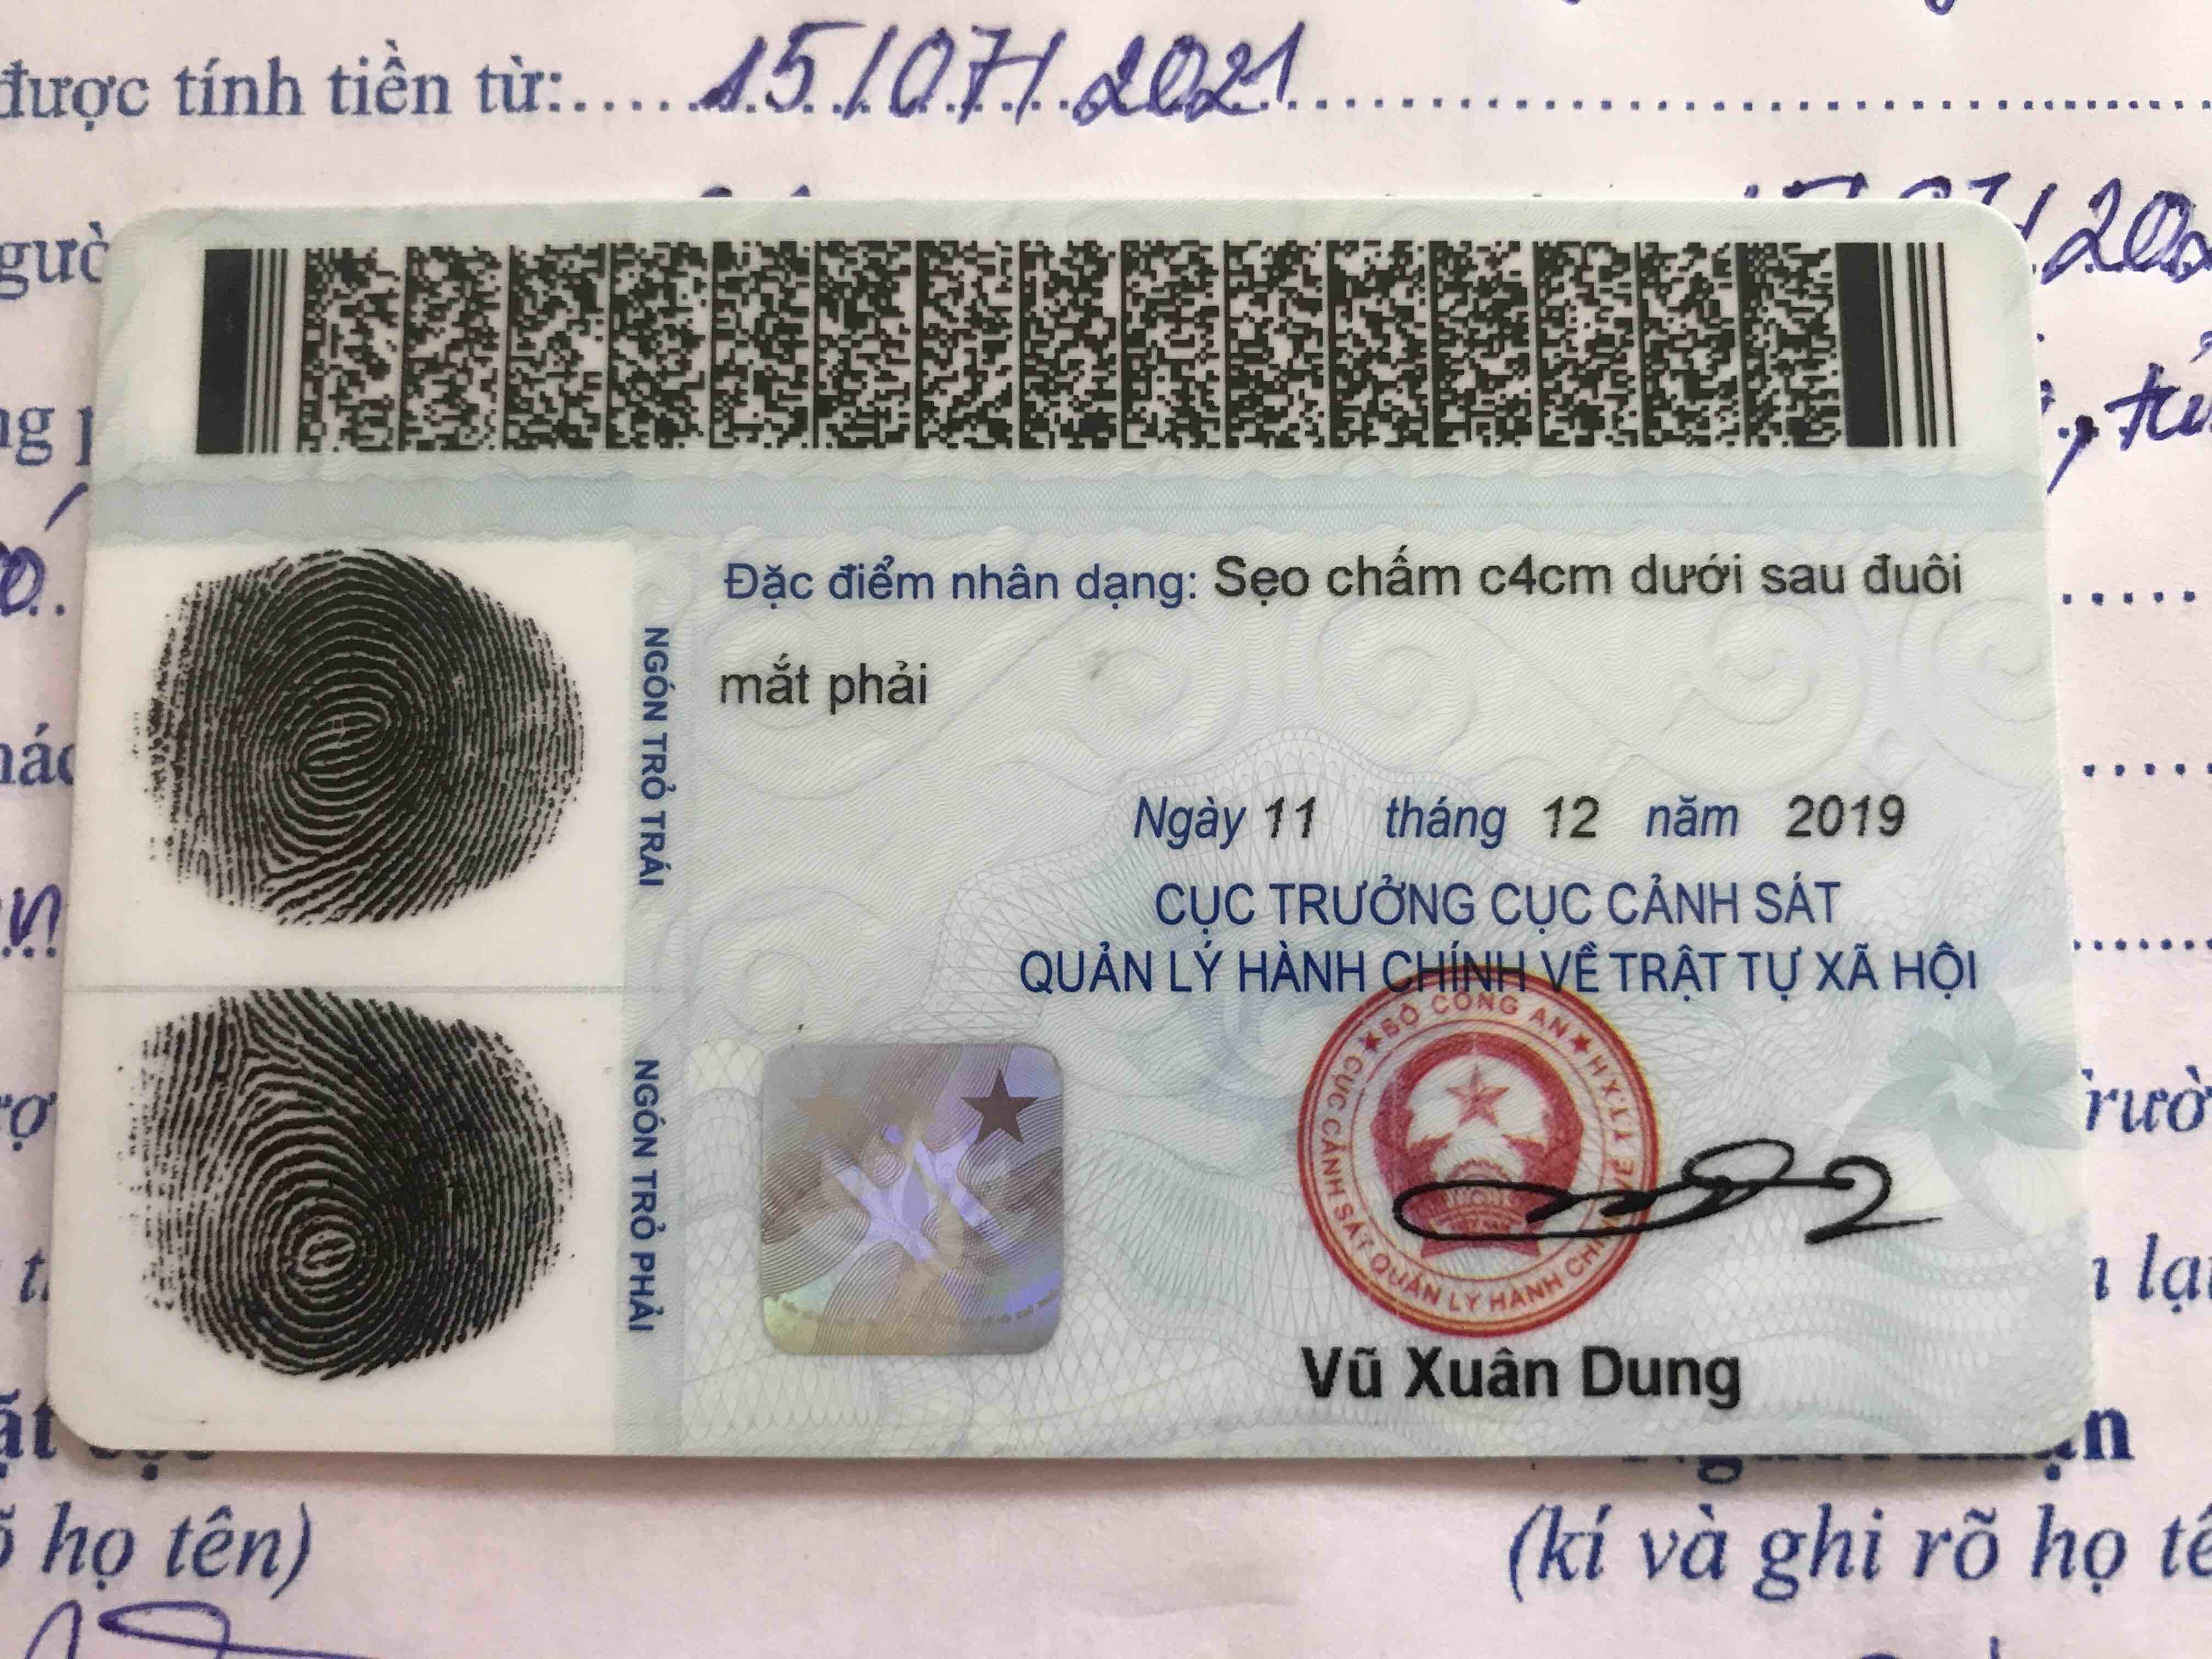 được tính tiền từ: 15/07/2021
Đặc điểm nhân dạng: Sẹo chấm c4cm dưới sau đuôi
mắt phải
NGÓN TRỎ TRÁI
Ngày 11 tháng 12 năm 2019
CỤC TRƯỞNG CỤC CẢNH SÁT
QUẢN LÝ HÀNH CHÍNH VỀ TRẬT TỰ XÃ HỘI
NGÓN TRỎ PHẢI
BỘ CÔNG AN
CỤC CẢNH SÁT QUẢN LÝ HÀNH CHÍNH VỀ TTXH
Vũ Xuân Dung
họ tên)
(kí và ghi rõ họ